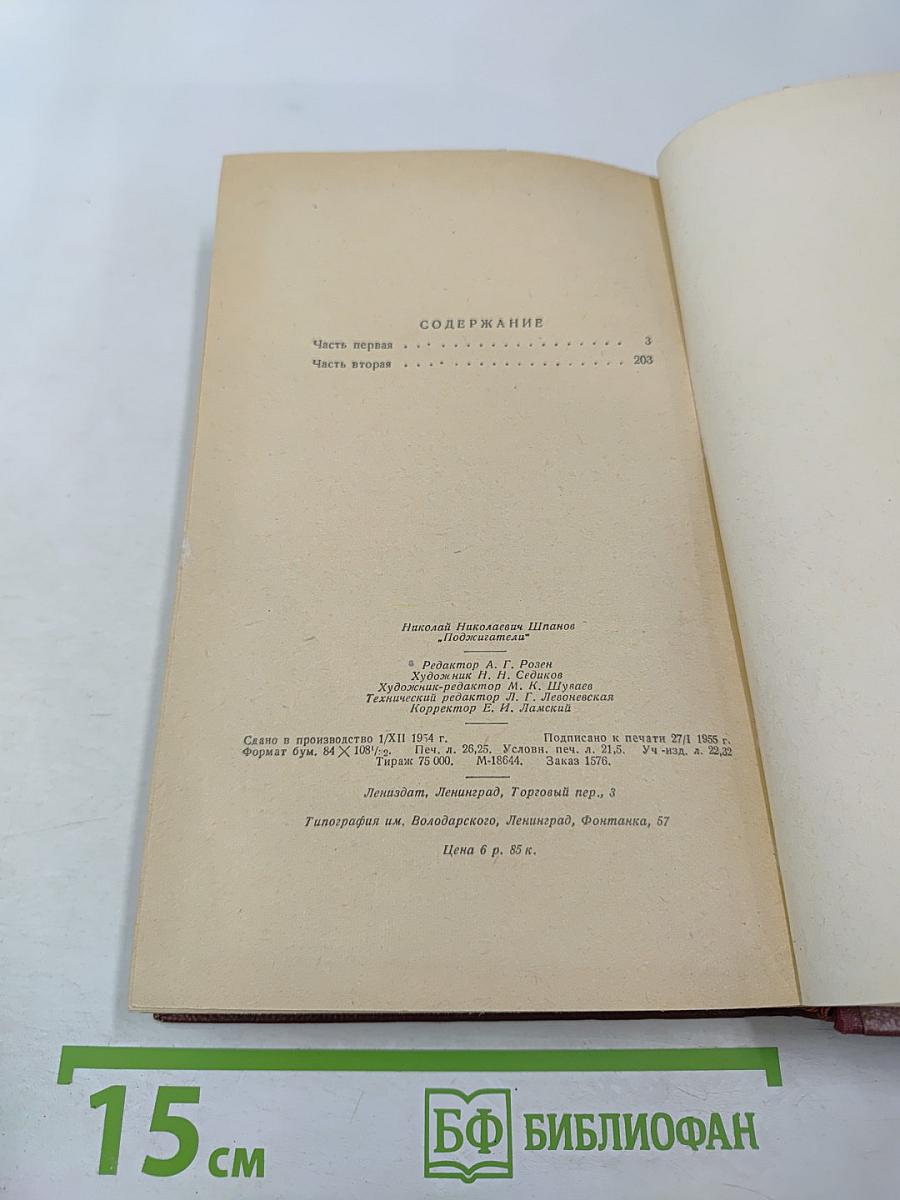 СОДЕРЖАНИЕ
Часть первая . . . . . . . . . . . . . . . . . . 3
Часть вторая . . . . . . . . . . . . . . . . . . 203
Николай Николаевич Шпанов
„Поджигатели“
Редактор А. Г. Розен
Художник Н. Н. Седиков
Художник-редактор М. К. Шуваев
Технический редактор Л. Г. Левоневская
Корректор Е. И. Ламский
Сдано в производство 1/XII 1954 г. Подписано к печати 27/I 1955 г.
Формат бум. 84 × 108¹/₃₂. Печ. л. 26,25. Условн. печ. л. 21,5. Уч -изд. л. 22,32
Тираж 75 000. М-18644. Заказ 1576.
Лениздат, Ленинград, Торговый пер., 3
Типография им. Володарского, Ленинград, Фонтанка, 57
Цена 6 р. 85 к.
15 см
БФ БИБЛИОФАН